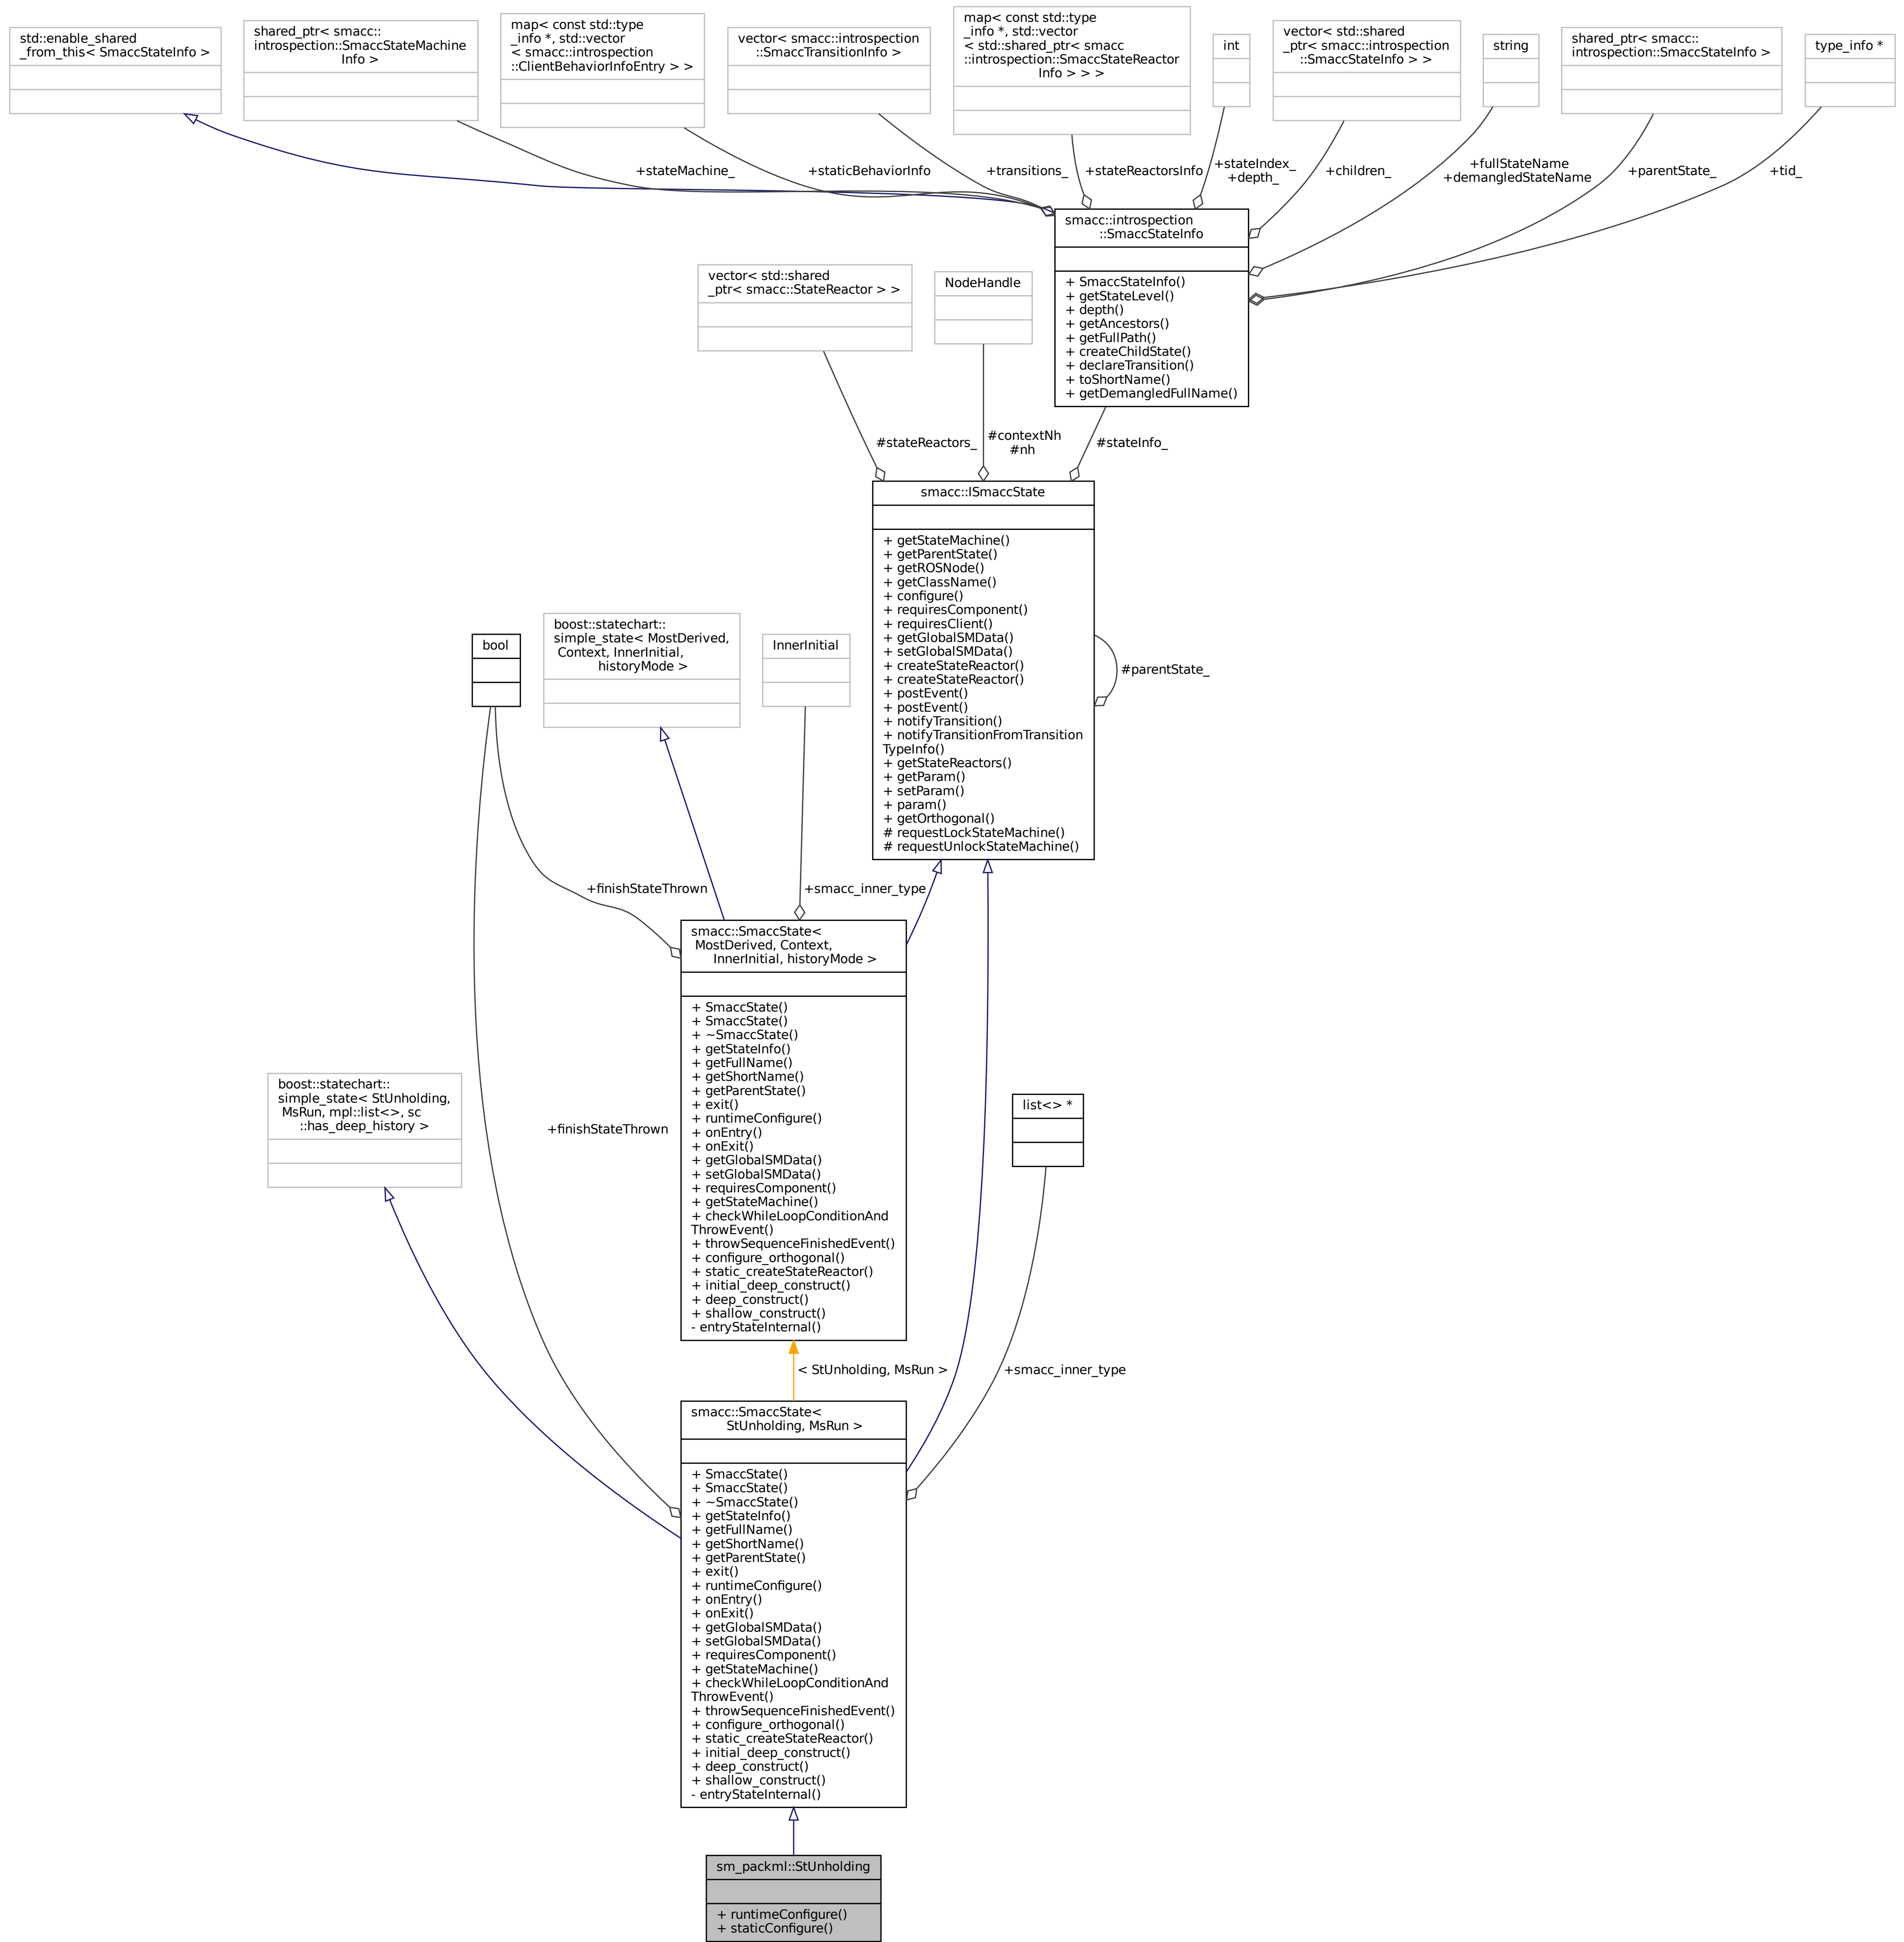 std::enable_shared
_from_this< SmaccStateInfo >
shared_ptr< smacc::
introspection::SmaccStateMachine
Info >
map< const std::type
_info *, std::vector
< smacc::introspection
::ClientBehaviorInfoEntry > >
vector< smacc::introspection
::SmaccTransitionInfo >
map< const std::type
_info *, std::vector
< std::shared_ptr< smacc
::introspection::SmaccStateReactor
Info > > >
int
vector< std::shared
_ptr< smacc::introspection
::SmaccStateInfo > >
string
shared_ptr< smacc::
introspection::SmaccStateInfo >
type_info *
+stateMachine_
+staticBehaviorInfo
+transitions_
+stateReactorsInfo
+stateIndex_
+depth_
+children_
+fullStateName
+demangledStateName
+parentState_
+tid_
smacc::introspection
::SmaccStateInfo
+ SmaccStateInfo()
+ getStateLevel()
+ depth()
+ getAncestors()
+ getFullPath()
+ createChildState()
+ declareTransition()
+ toShortName()
+ getDemangledFullName()
vector< std::shared
_ptr< smacc::StateReactor > >
NodeHandle
#stateReactors_
#contextNh
#nh
#stateInfo_
smacc::ISmaccState
+ getStateMachine()
+ getParentState()
+ getROSNode()
+ getClassName()
+ configure()
+ requiresComponent()
+ requiresClient()
+ getGlobalSMData()
+ setGlobalSMData()
+ createStateReactor()
+ createStateReactor()
+ postEvent()
+ postEvent()
+ notifyTransition()
+ notifyTransitionFromTransition
TypeInfo()
+ getStateReactors()
+ getParam()
+ setParam()
+ param()
+ getOrthogonal()
# requestLockStateMachine()
# requestUnlockStateMachine()
#parentState_
bool
boost::statechart::
simple_state< MostDerived,
Context, InnerInitial,
historyMode >
InnerInitial
+finishStateThrown
+smacc_inner_type
smacc::SmaccState<
MostDerived, Context,
InnerInitial, historyMode >
+ SmaccState()
+ SmaccState()
+ ~SmaccState()
+ getStateInfo()
+ getFullName()
+ getShortName()
+ getParentState()
+ exit()
+ runtimeConfigure()
+ onEntry()
+ onExit()
+ getGlobalSMData()
+ setGlobalSMData()
+ requiresComponent()
+ getStateMachine()
+ checkWhileLoopConditionAnd
ThrowEvent()
+ throwSequenceFinishedEvent()
+ configure_orthogonal()
+ static_createStateReactor()
+ initial_deep_construct()
+ deep_construct()
+ shallow_construct()
- entryStateInternal()
boost::statechart::
simple_state< StUnholding,
MsRun, mpl::list<>, sc
::has_deep_history >
+finishStateThrown
list<> *
< StUnholding, MsRun >
+smacc_inner_type
smacc::SmaccState<
StUnholding, MsRun >
+ SmaccState()
+ SmaccState()
+ ~SmaccState()
+ getStateInfo()
+ getFullName()
+ getShortName()
+ getParentState()
+ exit()
+ runtimeConfigure()
+ onEntry()
+ onExit()
+ getGlobalSMData()
+ setGlobalSMData()
+ requiresComponent()
+ getStateMachine()
+ checkWhileLoopConditionAnd
ThrowEvent()
+ throwSequenceFinishedEvent()
+ configure_orthogonal()
+ static_createStateReactor()
+ initial_deep_construct()
+ deep_construct()
+ shallow_construct()
- entryStateInternal()
sm_packml::StUnholding
+ runtimeConfigure()
+ staticConfigure()